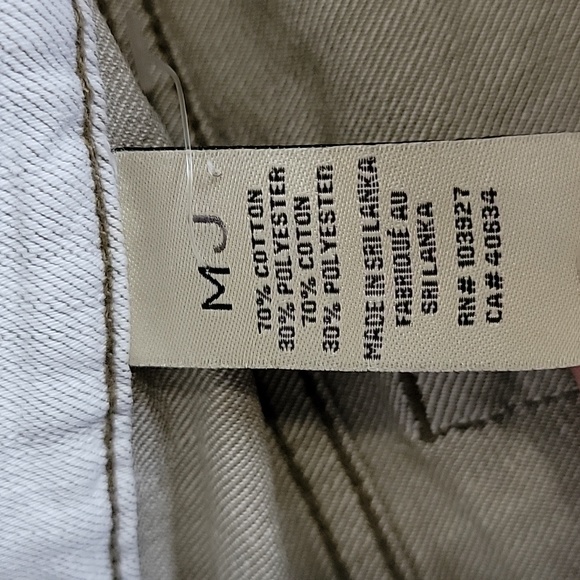 M J
70% COTTON
30% POLYESTER
70% COTON
30% POLYESTER
MADE IN SRI LANKA
FABRIQUÉ AU
SRI LANKA
RN# 103927
CA# 40634